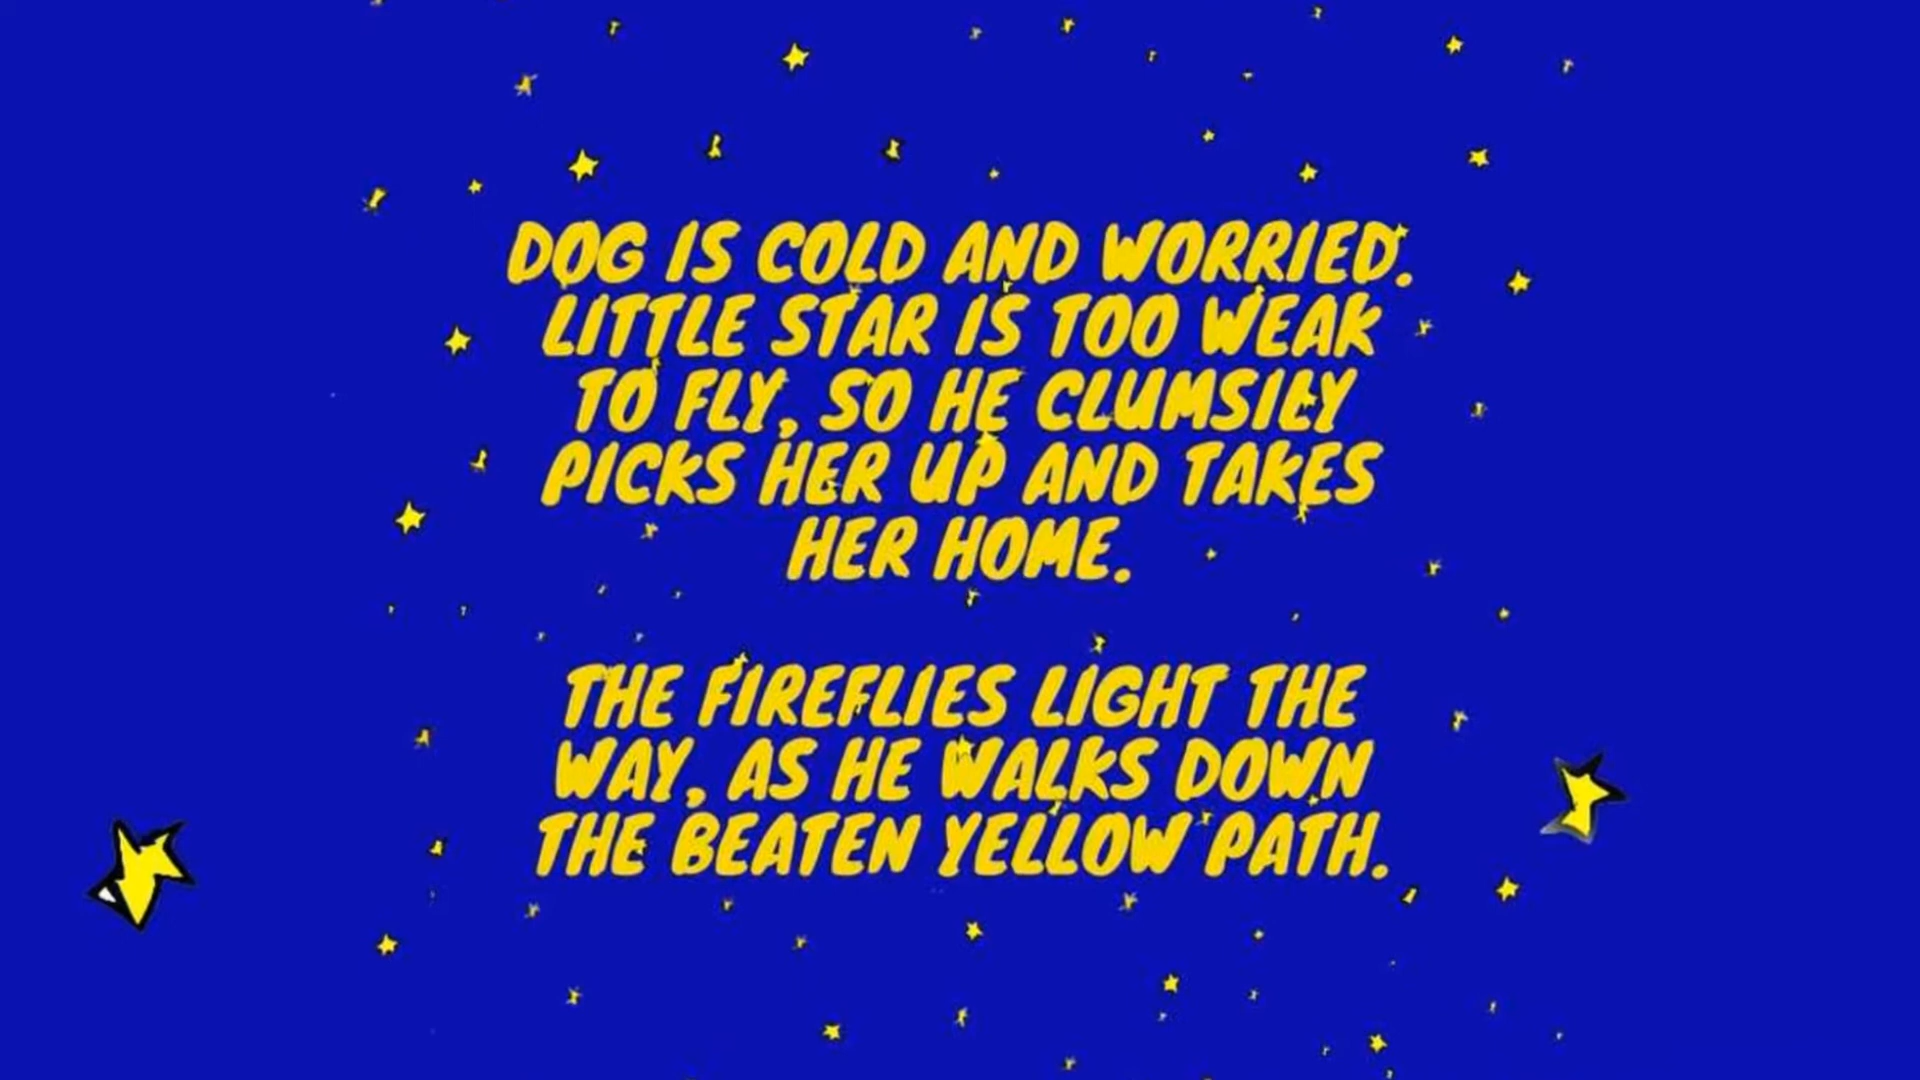 DOG IS COLD AND WORRIED.
LITTLE STAR IS TOO WEAK
TO FLY, SO HE CLUMSILY
PICKS HER UP AND TAKES
HER HOME.
THE FIREFLIES LIGHT THE
WAY, AS HE WALKS DOWN
THE BEATEN YELLOW PATH.